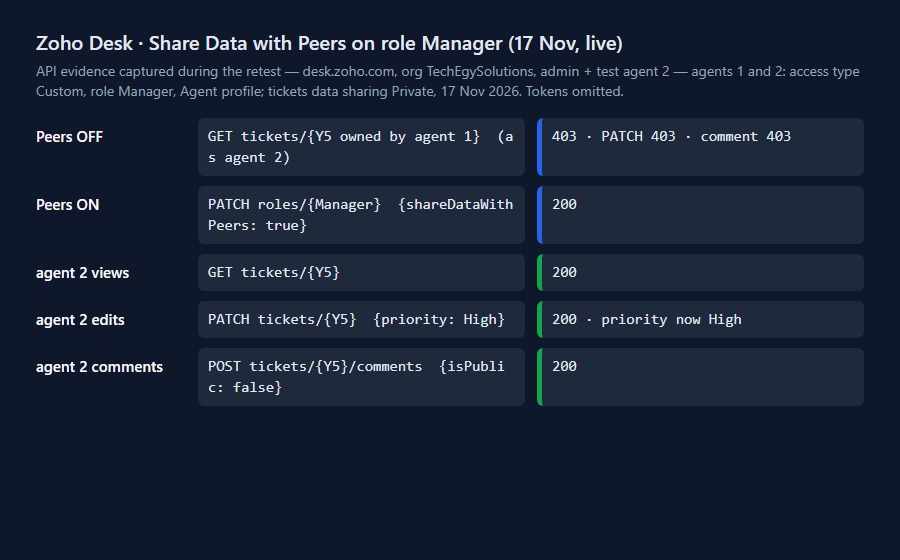 Zoho Desk · Share Data with Peers on role Manager (17 Nov, live)
API evidence captured during the retest — desk.zoho.com, org TechEgySolutions, admin + test agent 2 — agents 1 and 2: access type
Custom, role Manager, Agent profile; tickets data sharing Private, 17 Nov 2026. Tokens omitted.
Peers OFF
GET tickets/{Y5 owned by agent 1}  (a
s agent 2)
403 · PATCH 403 · comment 403
Peers ON
PATCH roles/{Manager}  {shareDataWith
Peers: true}
200
agent 2 views
GET tickets/{Y5}
200
agent 2 edits
PATCH tickets/{Y5}  {priority: High}
200 · priority now High
agent 2 comments
POST tickets/{Y5}/comments  {isPubli
c: false}
200